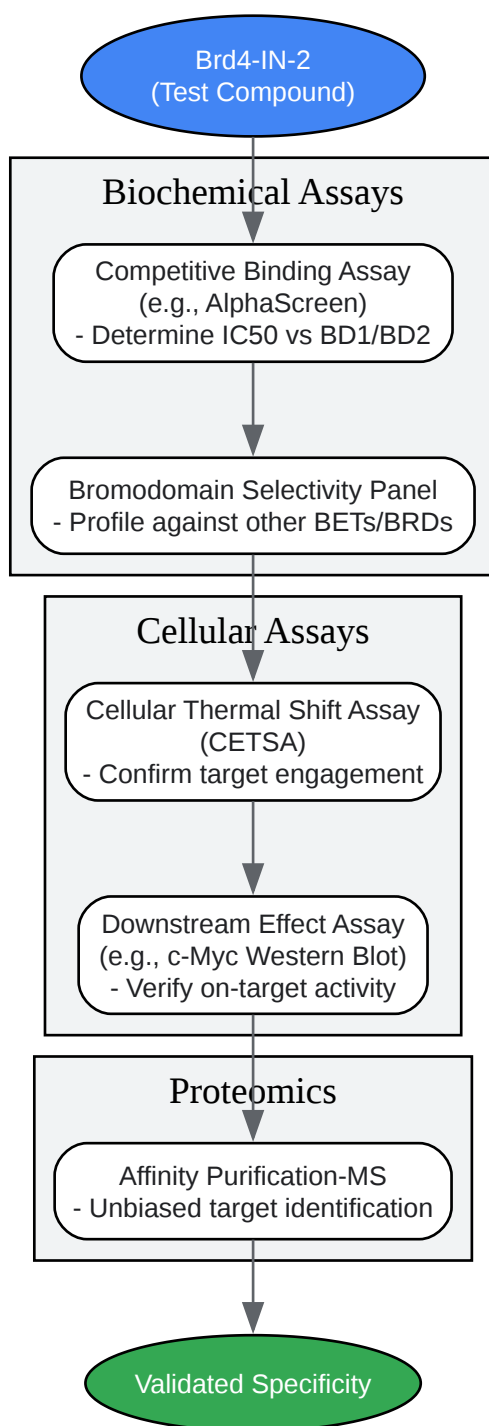 Brd4-IN-2
(Test Compound)
Biochemical Assays
Competitive Binding Assay
(e.g., AlphaScreen)
- Determine IC50 vs BD1/BD2
Bromodomain Selectivity Panel
- Profile against other BETs/BRDs
Cellular Assays
Cellular Thermal Shift Assay
(CETSA)
- Confirm target engagement
Downstream Effect Assay
(e.g., c-Myc Western Blot)
- Verify on-target activity
Proteomics
Affinity Purification-MS
- Unbiased target identification
Validated Specificity